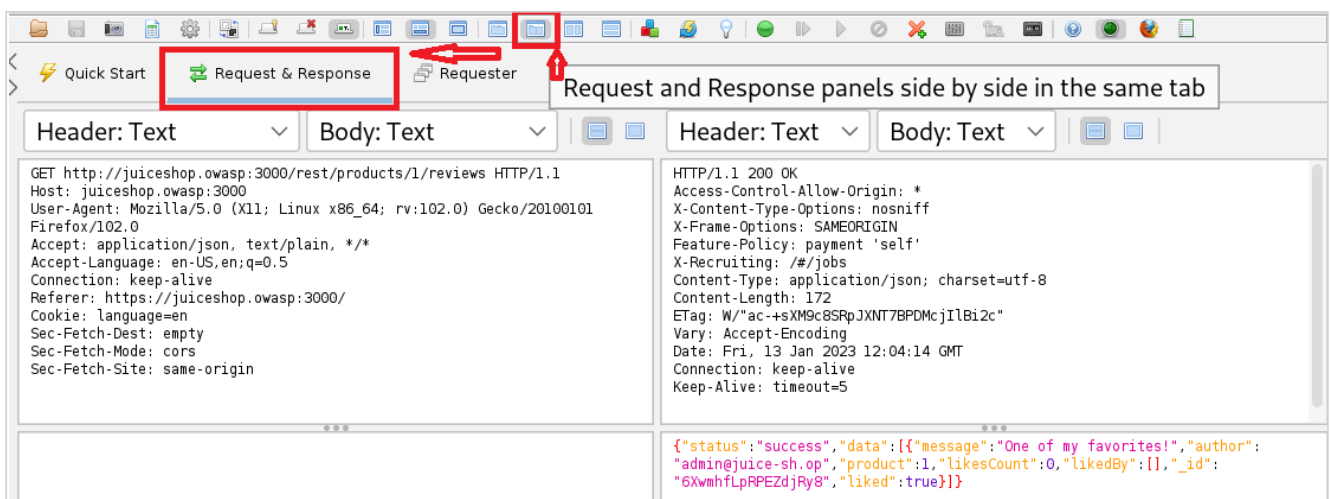 Quick Start
Request & Response
Requester
Request and Response panels side by side in the same tab
Header: Text
Body: Text
Header: Text
Body: Text
GET http://juiceshop.owasp:3000/rest/products/1/reviews HTTP/1.1
Host: juiceshop.owasp:3000
User-Agent: Mozilla/5.0 (X11; Linux x86_64; rv:102.0) Gecko/20100101
Firefox/102.0
Accept: application/json, text/plain, */*
Accept-Language: en-US,en;q=0.5
Connection: keep-alive
Referer: https://juiceshop.owasp:3000/
Cookie: language=en
Sec-Fetch-Dest: empty
Sec-Fetch-Mode: cors
Sec-Fetch-Site: same-origin
HTTP/1.1 200 OK
Access-Control-Allow-Origin: *
X-Content-Type-Options: nosniff
X-Frame-Options: SAMEORIGIN
Feature-Policy: payment 'self'
X-Recruiting: /#/jobs
Content-Type: application/json; charset=utf-8
Content-Length: 172
ETag: W/"ac-+sXM9c8SRpJXNT7BPDMcjIlBi2c"
Vary: Accept-Encoding
Date: Fri, 13 Jan 2023 12:04:14 GMT
Connection: keep-alive
Keep-Alive: timeout=5
{"status":"success","data":[{"message":"One of my favorites!","author":
"admin@juice-sh.op","product":1,"likesCount":0,"likedBy":[],"_id":
"6XwmhfLpRPEZdjRy8","liked":true}]}